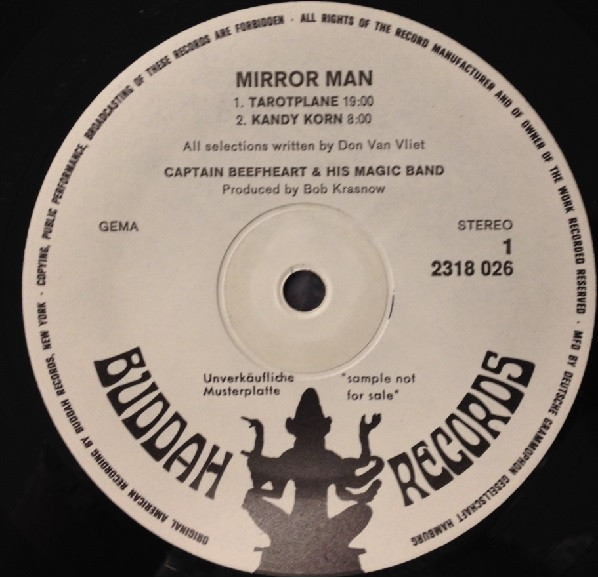 ORIGINAL AMERICAN RECORDING BY BUDDAH RECORDS, NEW YORK · COPYING, PUBLIC PERFORMANCE, BROADCASTING OF THESE RECORDS ARE FORBIDDEN · ALL RIGHTS OF THE RECORD MANUFACTURER AND OF OWNER OF THE WORK RECORDED RESERVED · MFD BY DEUTSCHE GRAMMOPHON GESELLSCHAFT HAMBURG
MIRROR MAN
1. TAROTPLANE 19:00
2. KANDY KORN 8:00
All selections written by Don Van Vliet
CAPTAIN BEEFHEART & HIS MAGIC BAND
Produced by Bob Krasnow
GEMA
STEREO
1
2318 026
Unverkäufliche
Musterplatte
"sample not
for sale"
BUDDAH RECORDS